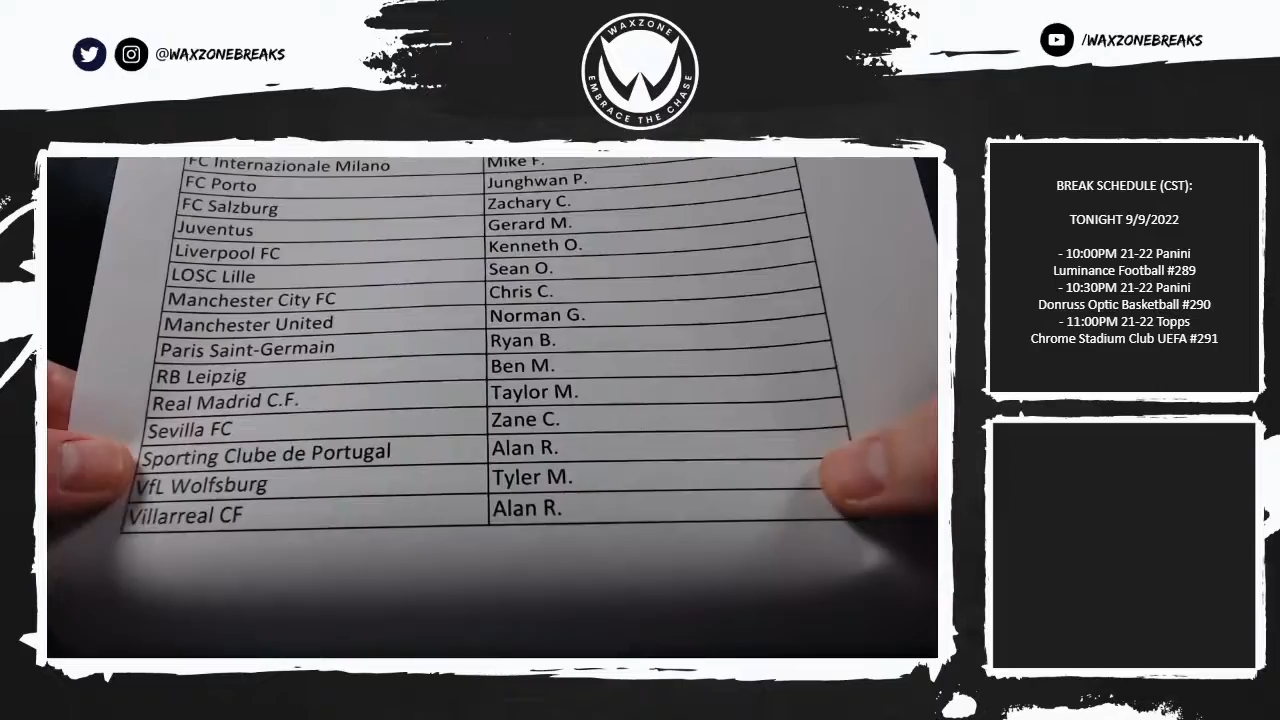 @WAXZONEBREAKS
WAXZONE
EMBRACE THE CHASE
/WAXZONEBREAKS
FC Internazionale Milano Mike F.
FC Porto Junghwan P.
FC Salzburg Zachary C.
Juventus Gerard M.
Liverpool FC Kenneth O.
LOSC Lille Sean O.
Manchester City FC Chris C.
Manchester United Norman G.
Paris Saint-Germain Ryan B.
RB Leipzig Ben M.
Real Madrid C.F. Taylor M.
Sevilla FC Zane C.
Sporting Clube de Portugal Alan R.
VfL Wolfsburg Tyler M.
Villarreal CF Alan R.
BREAK SCHEDULE (CST):
TONIGHT 9/9/2022
- 10:00PM 21-22 Panini
Luminance Football #289
- 10:30PM 21-22 Panini
Donruss Optic Basketball #290
- 11:00PM 21-22 Topps
Chrome Stadium Club UEFA #291